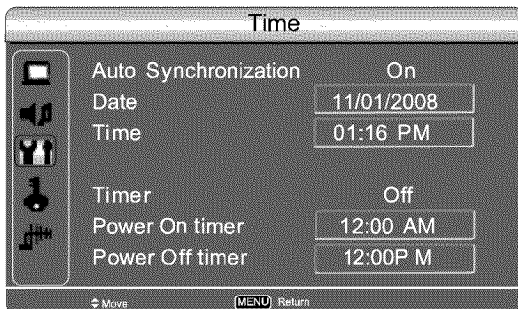 Time
Auto Synchronization On
Date 11/01/2008
Time 01:16 PM
Timer Off
Power On timer 12:00 AM
Power Off timer 12:00P M
Move MENU Return